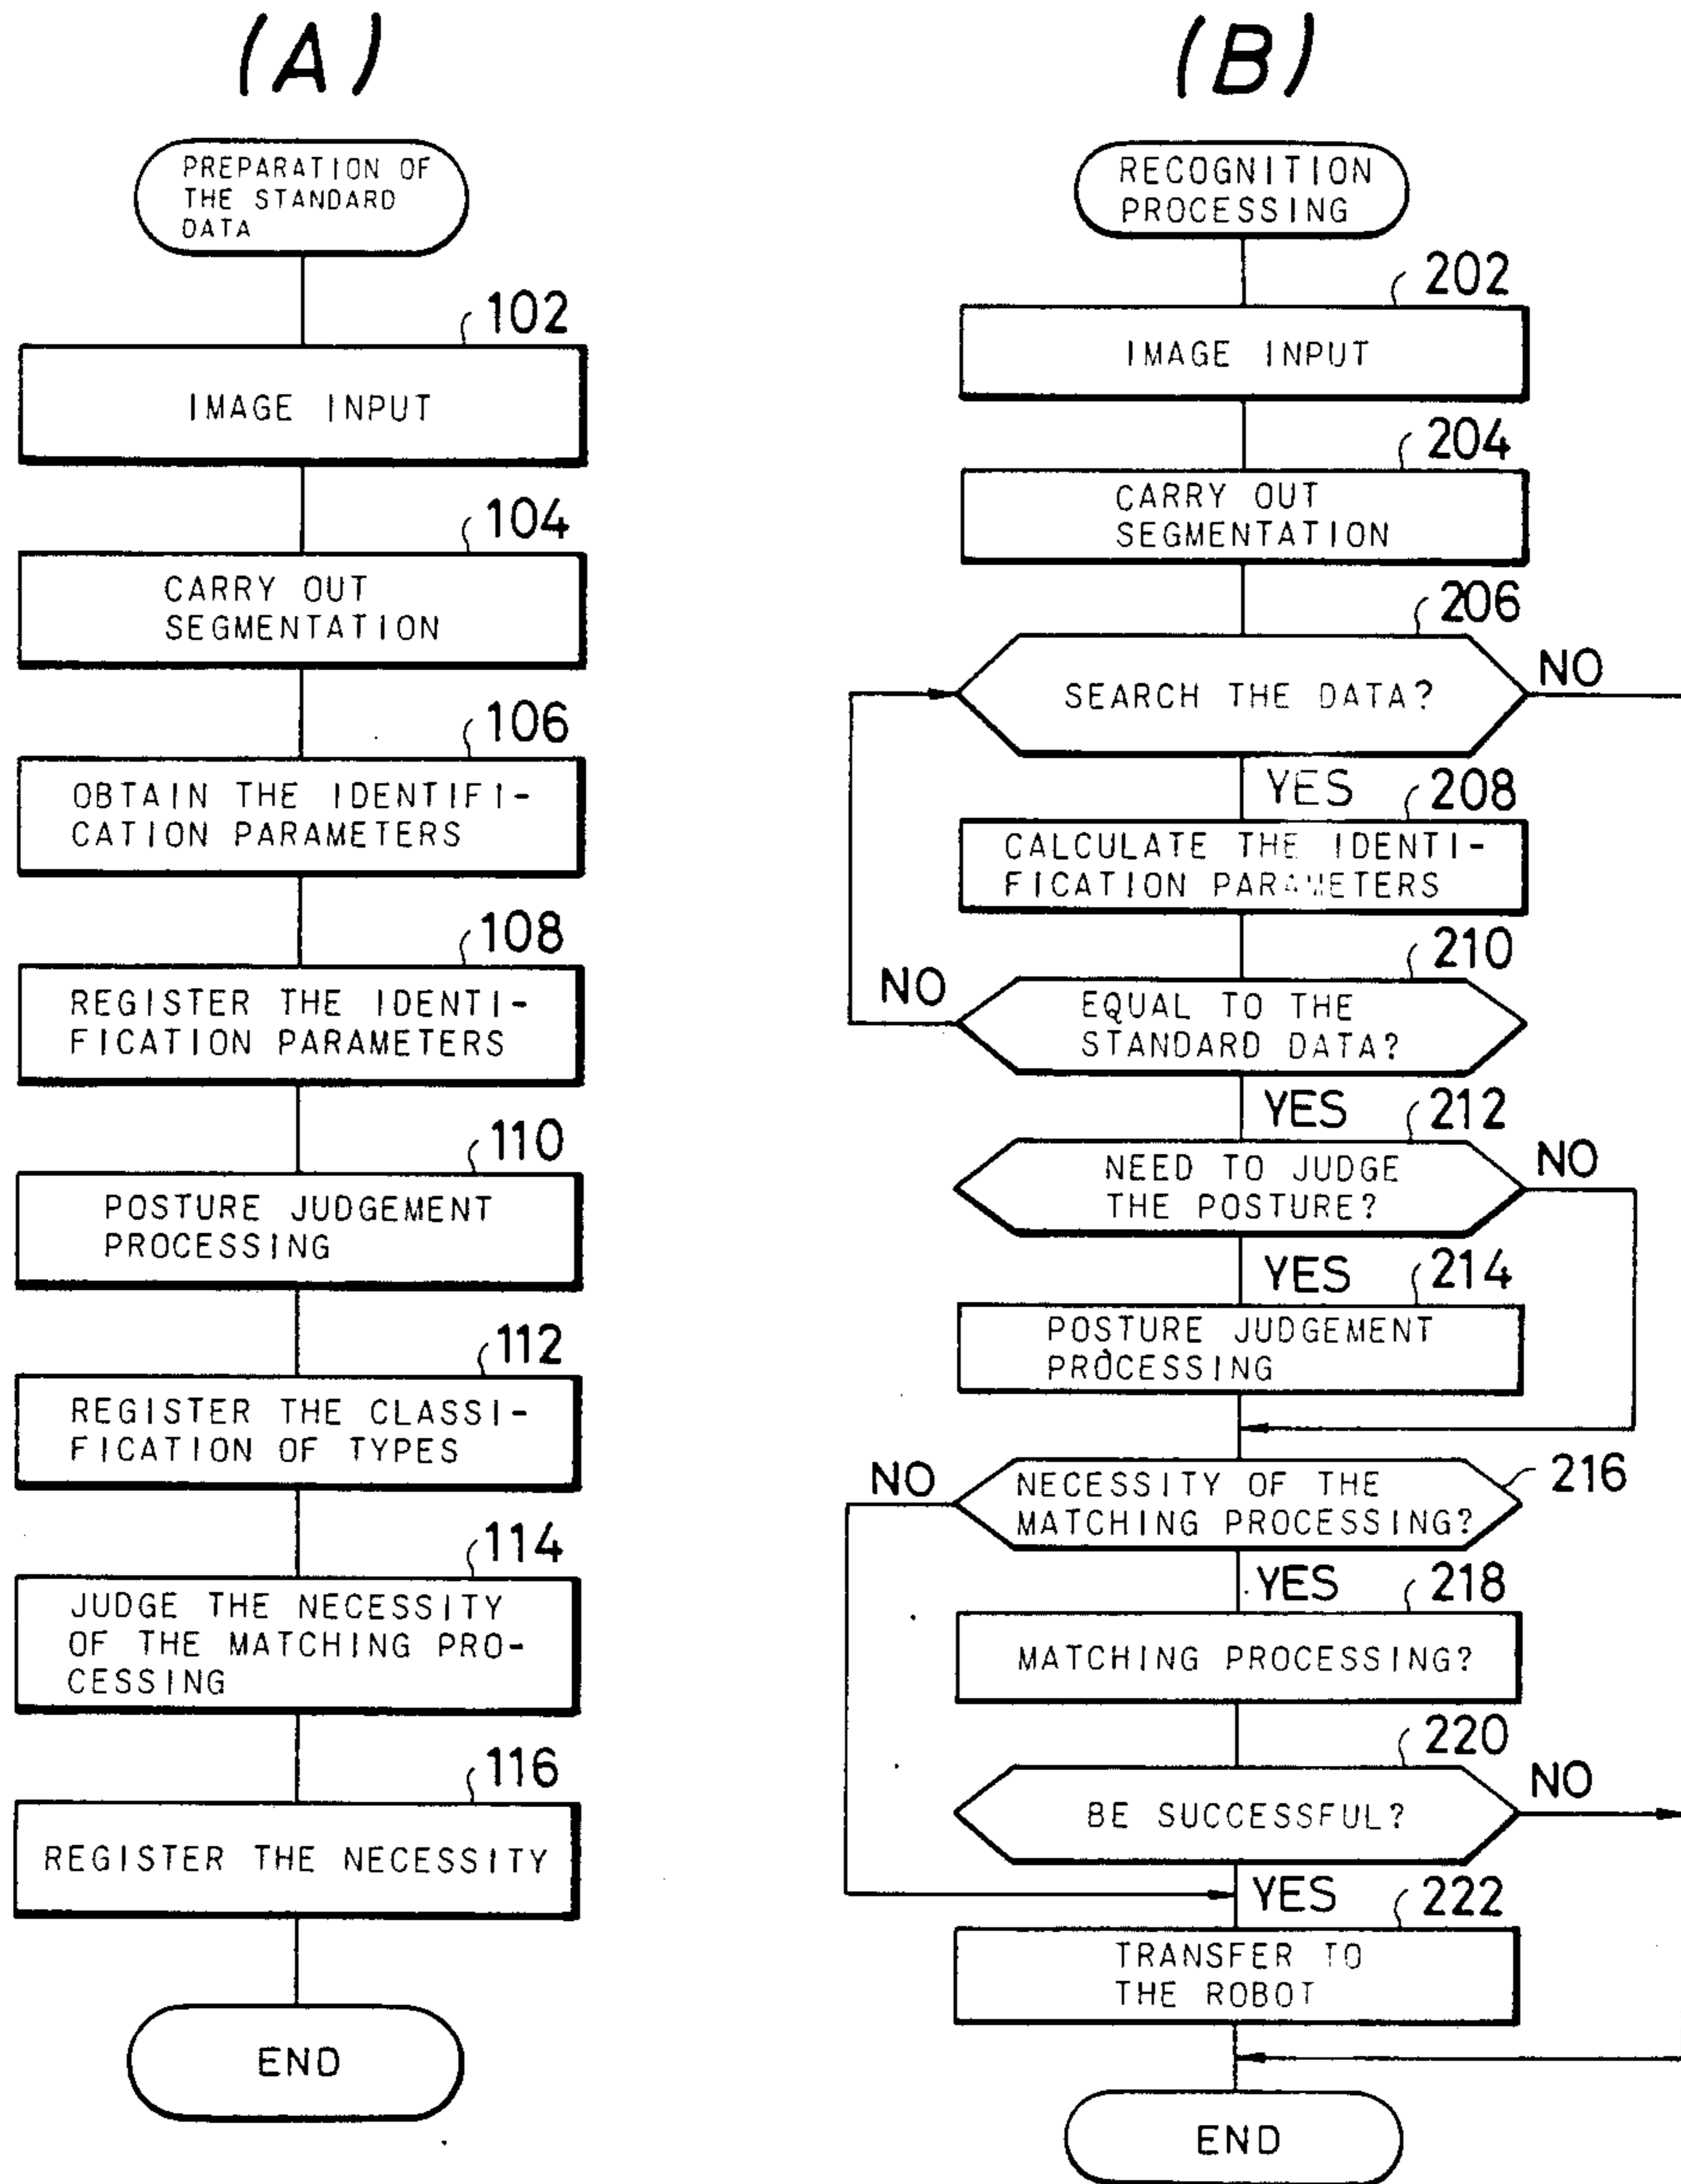 (A)
PREPARATION OF
THE STANDARD
DATA
102
IMAGE INPUT
104
CARRY OUT
SEGMENTATION
106
OBTAIN THE IDENTIFI-
CATION PARAMETERS
108
REGISTER THE IDENTI-
FICATION PARAMETERS
110
POSTURE JUDGEMENT
PROCESSING
112
REGISTER THE CLASSI-
FICATION OF TYPES
114
JUDGE THE NECESSITY
OF THE MATCHING PRO-
CESSING
116
REGISTER THE NECESSITY
END
(B)
RECOGNITION
PROCESSING
202
IMAGE INPUT
204
CARRY OUT
SEGMENTATION
206
SEARCH THE DATA?
NO
YES
208
CALCULATE THE IDENTI-
FICATION PARAMETERS
210
NO
EQUAL TO THE
STANDARD DATA?
YES
212
NEED TO JUDGE
THE POSTURE?
NO
YES
214
POSTURE JUDGEMENT
PROCESSING
NO
NECESSITY OF THE
MATCHING PROCESSING?
216
YES
218
MATCHING PROCESSING?
220
BE SUCCESSFUL?
NO
YES
222
TRANSFER TO
THE ROBOT
END